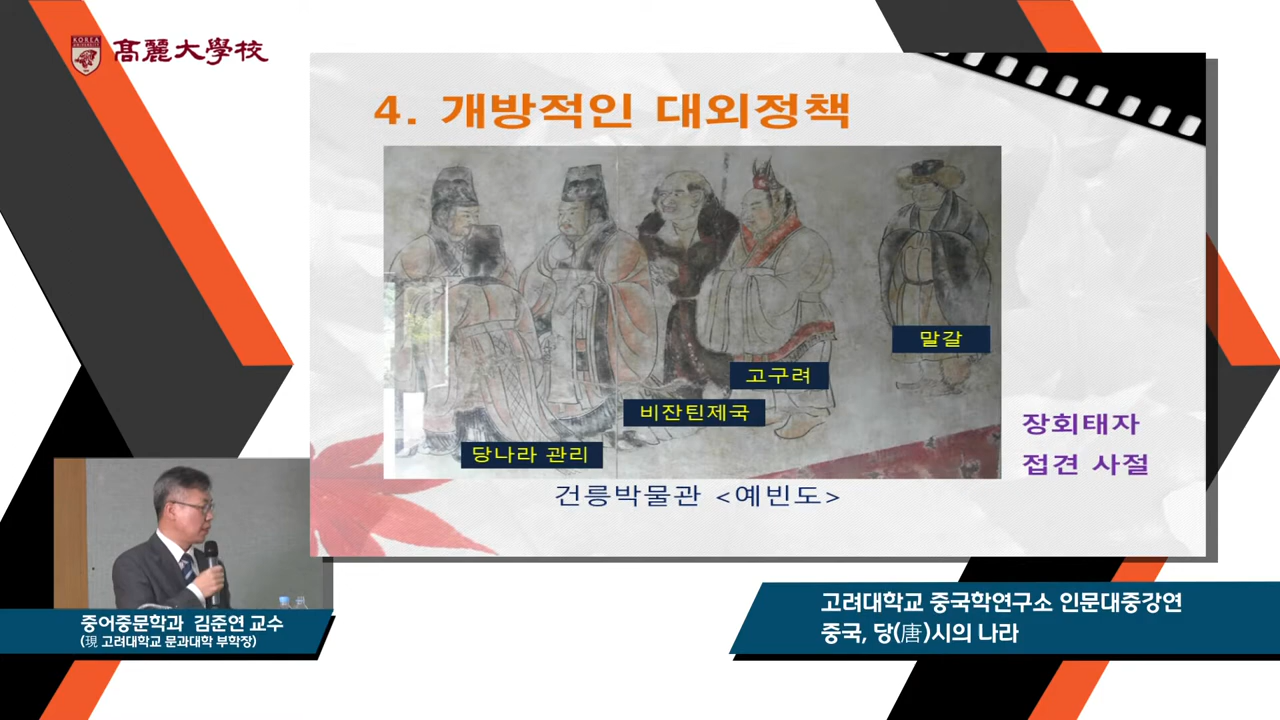 KOREA
UNIVERSITY
高麗大學校
4. 개방적인 대외정책
말갈
고구려
비잔틴제국
당나라 관리
장회태자
접견 사절
건릉박물관 <예빈도>
중어중문학과 김준연 교수
(現 고려대학교 문과대학 부학장)
고려대학교 중국학연구소 인문대중강연
중국, 당(唐)시의 나라